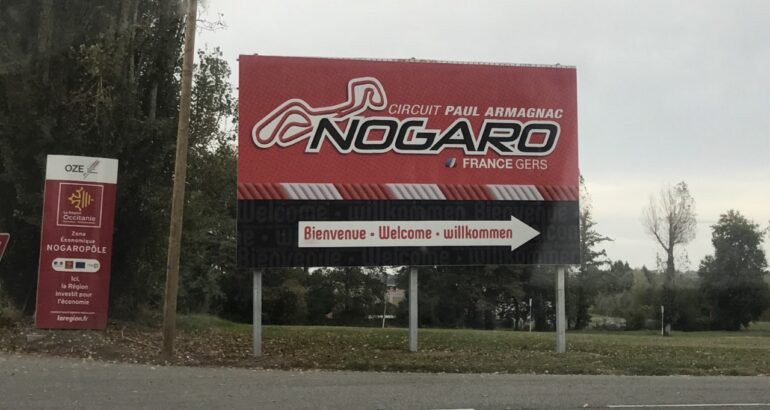 OZE
La Région
Occitanie
Zone
Économique
NOGAROPÔLE
Ici,
la Région
investit pour
l'économie
laregion.fr
CIRCUIT PAUL ARMAGNAC
NOGARO
FRANCE GERS
Bienvenue - Welcome - willkommen